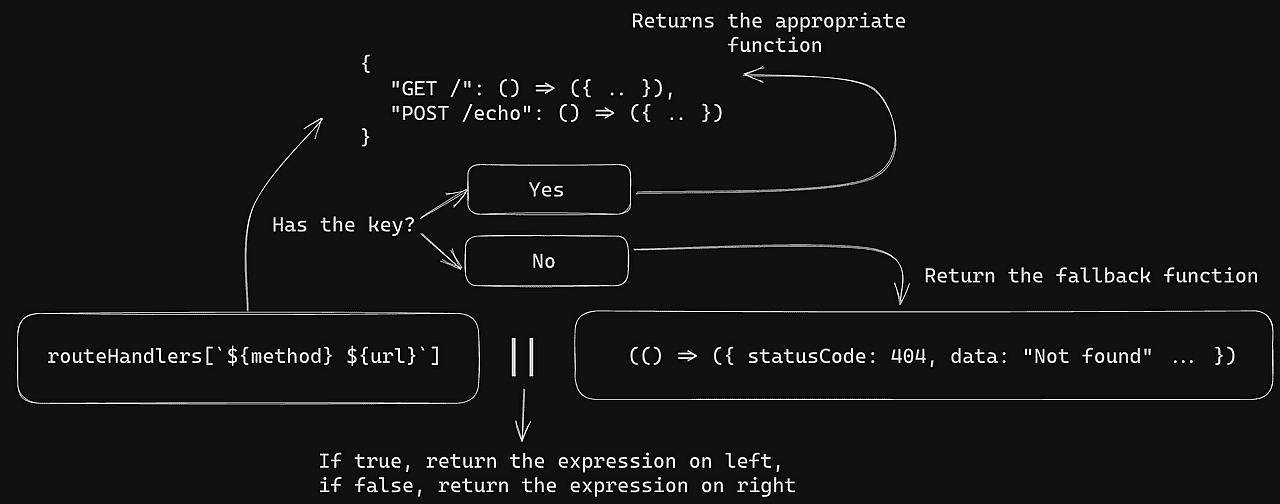 Returns the appropriate
function
{
"GET /": () => ({ .. }),
"POST /echo": () => ({ .. })
}
Yes
Has the key?
No
Return the fallback function
routeHandlers[`${method} ${url}`]
||
(() => ({ statusCode: 404, data: "Not found" ... })
If true, return the expression on left,
if false, return the expression on right